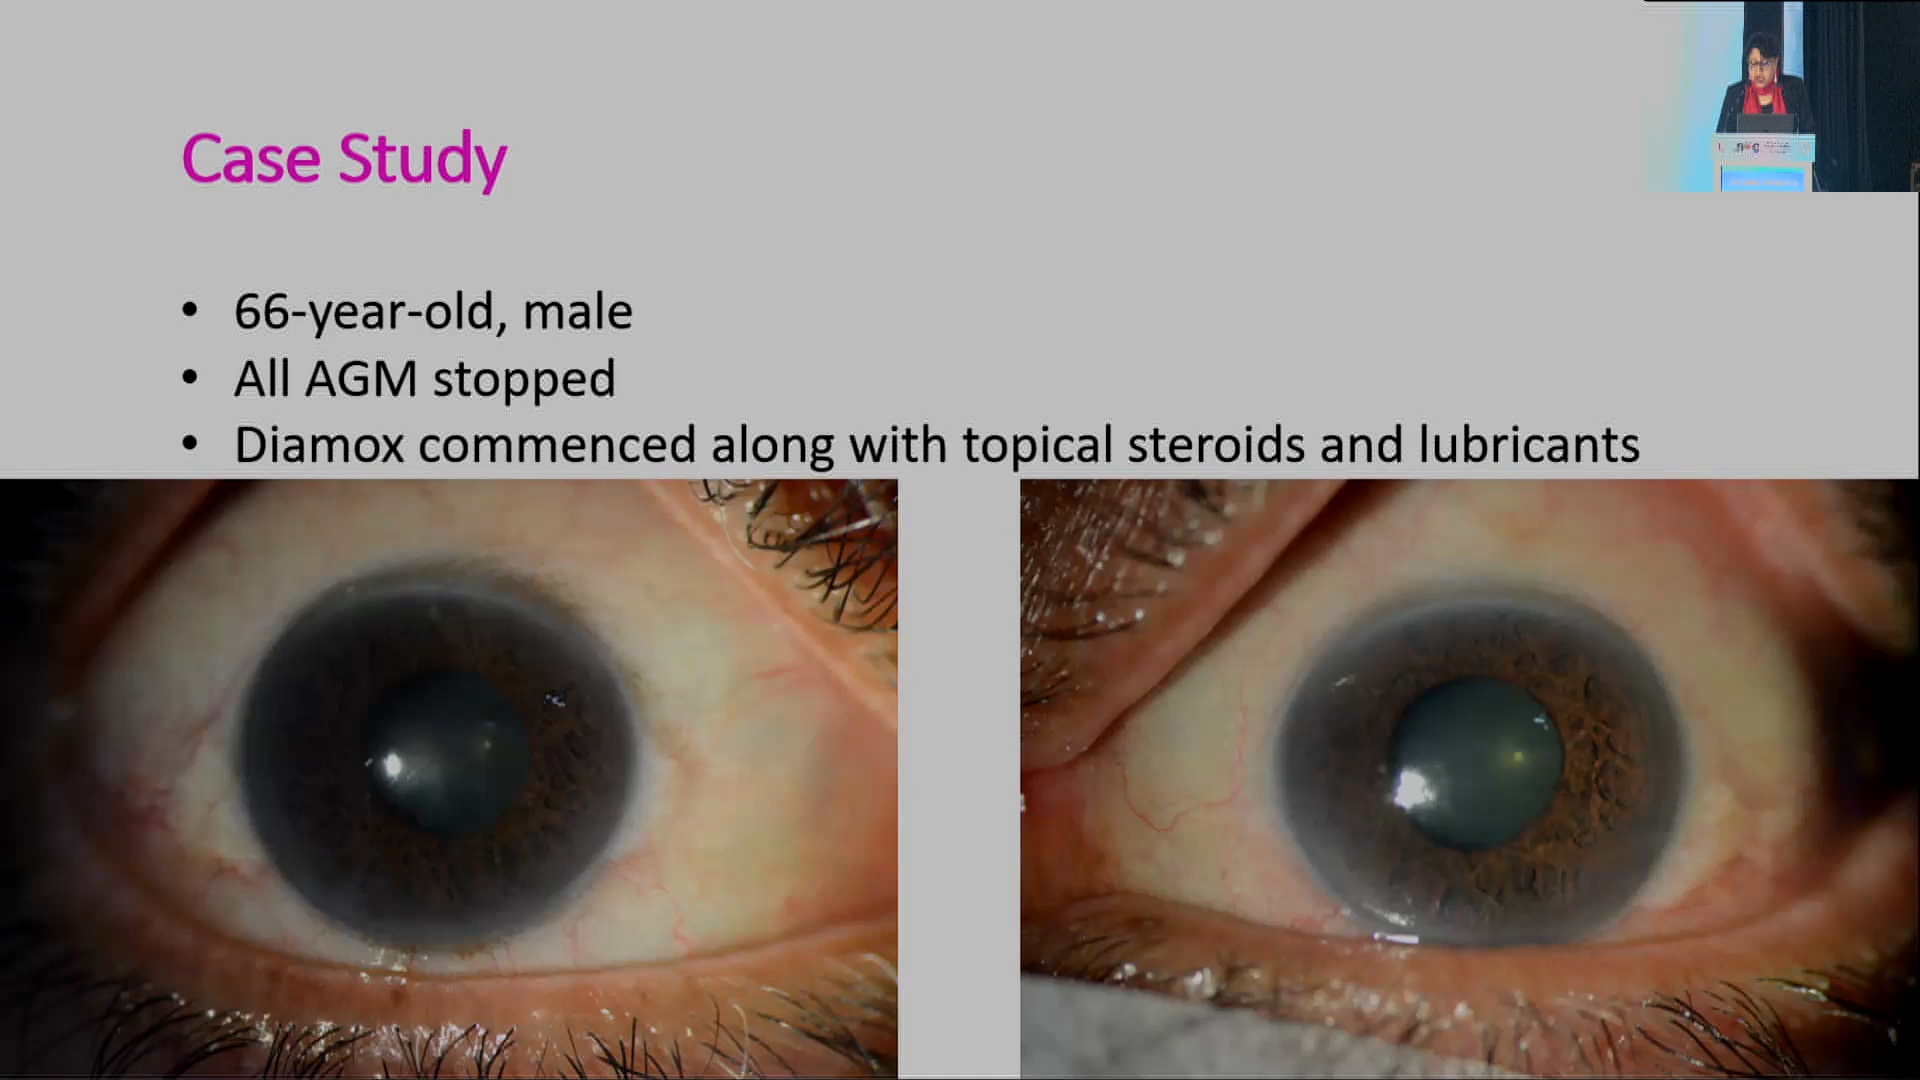 Case Study
• 66-year-old, male
• All AGM stopped
• Diamox commenced along with topical steroids and lubricants